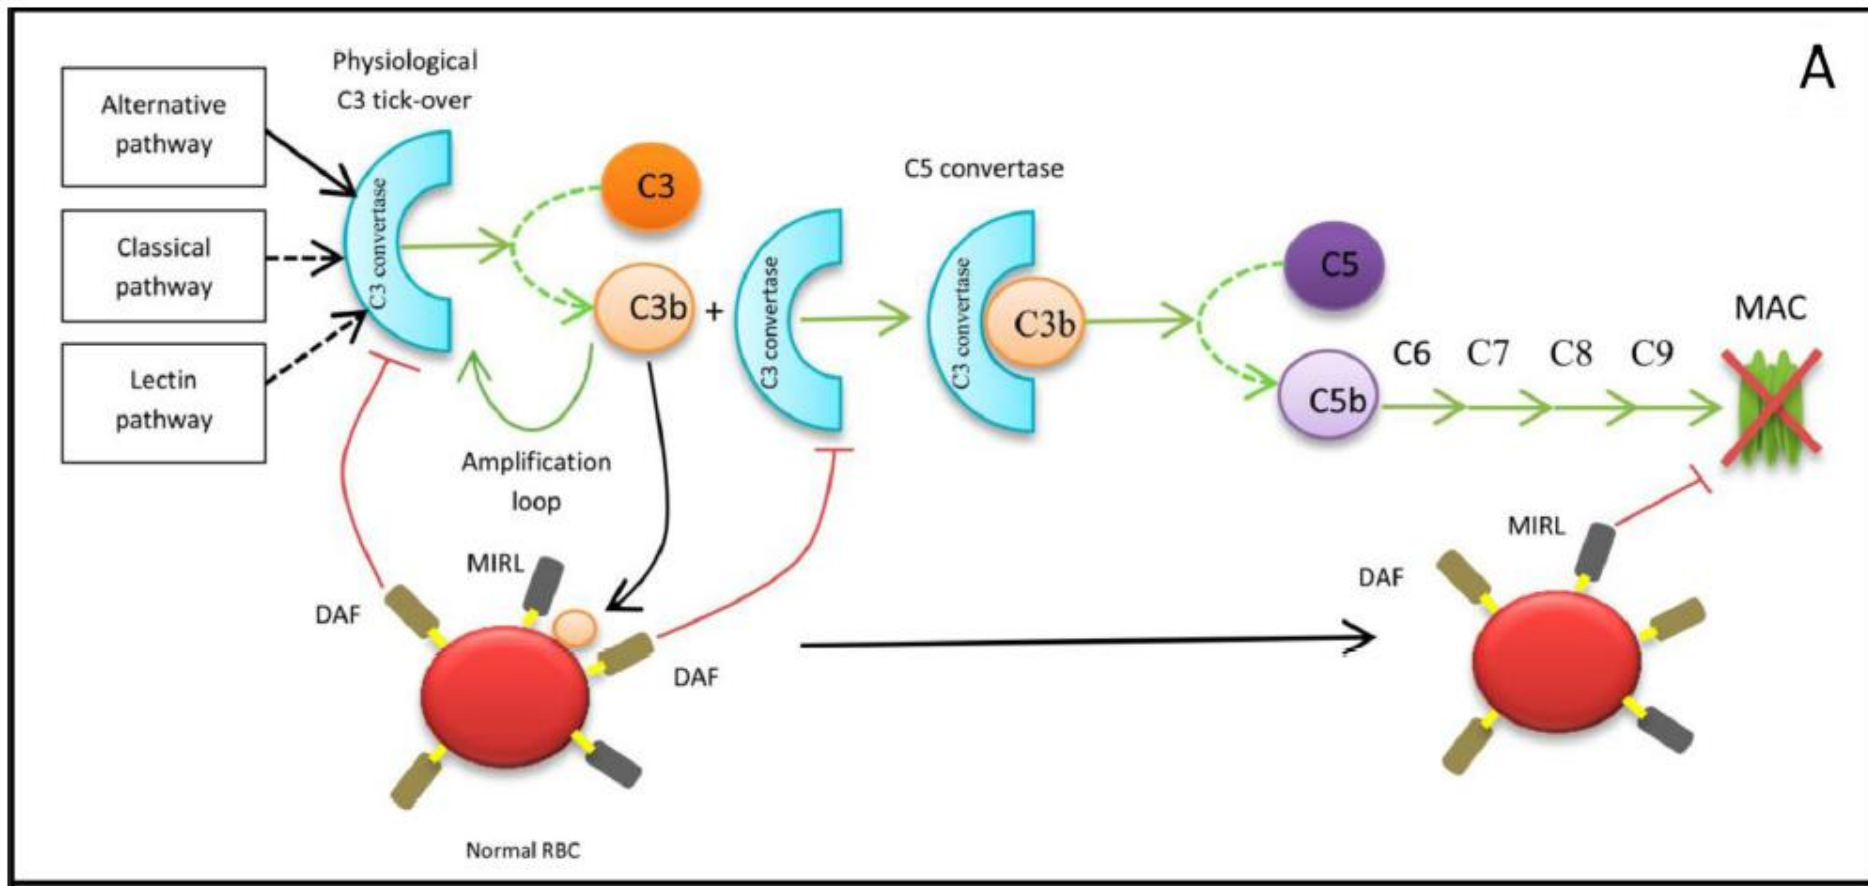 A
Physiological
C3 tick-over
Alternative
pathway
Classical
pathway
Lectin
pathway
C3 convertase
C3
C3b
+
C3 convertase
C5 convertase
C3 convertase
C3b
C5
C5b
C6 C7 C8 C9
MAC
Amplification
loop
MIRL
DAF
DAF
Normal RBC
MIRL
DAF